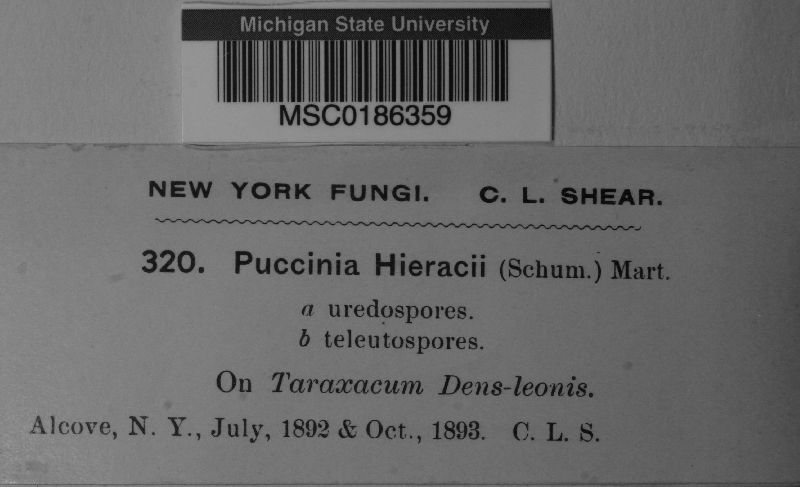 Michigan State University
MSC0186359
NEW YORK FUNGI. C. L. SHEAR.
320. Puccinia Hieracii (Schum.) Mart.
a uredospores.
b teleutospores.
On Taraxacum Dens-leonis.
Alcove, N. Y., July, 1892 & Oct., 1893. C. L. S.